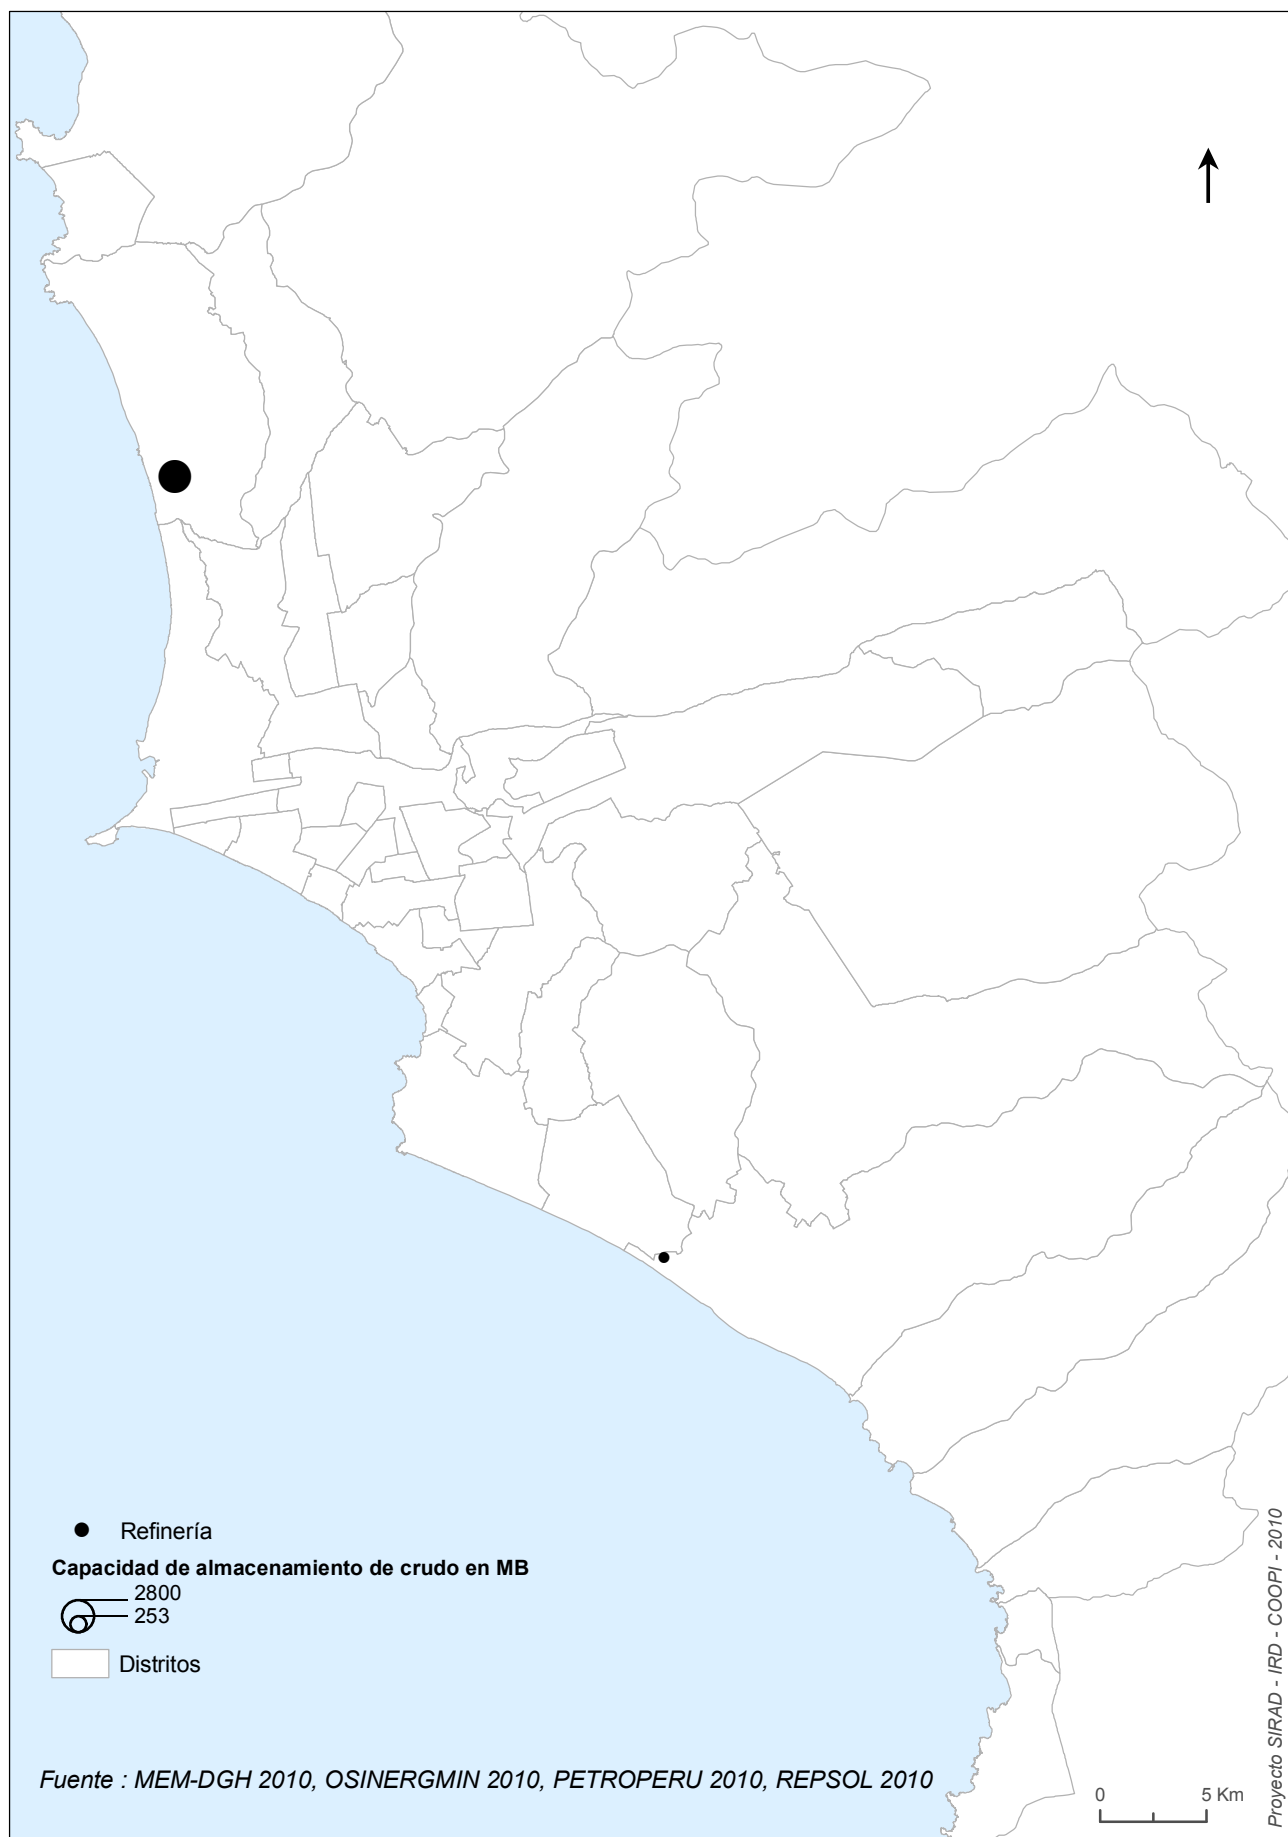 Refinería
Capacidad de almacenamiento de crudo en MB
2800
253
Distritos
Fuente : MEM-DGH 2010, OSINERGMIN 2010, PETROPERU 2010, REPSOL 2010
0 5 Km
Proyecto SIRAD - IRD - COOPI - 2010